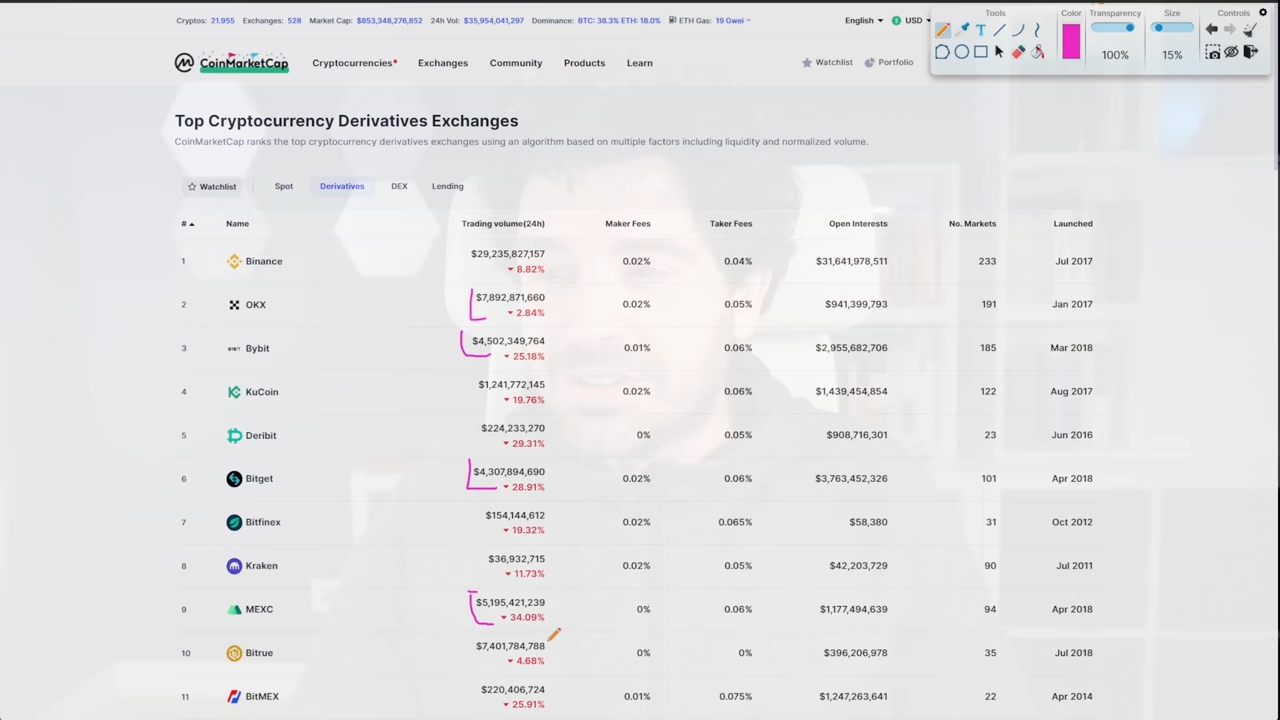 Cryptos: 21.955 Exchanges: 528 Market Cap: $853,348,276,852 24h Vol: $35,954,041,297 Dominance: BTC: 38.3% ETH: 18.0% ETH Gas: 19 Gwei English USD
Tools Color Transparency Size Controls
100% 15%
CoinMarketCap Cryptocurrencies Exchanges Community Products Learn Watchlist Portfolio
Top Cryptocurrency Derivatives Exchanges
CoinMarketCap ranks the top cryptocurrency derivatives exchanges using an algorithm based on multiple factors including liquidity and normalized volume.
Watchlist Spot Derivatives DEX Lending
# Name Trading volume(24h) Maker Fees Taker Fees Open Interests No. Markets Launched
1 Binance $29,235,827,157 0.02% 0.04% $31,641,978,511 233 Jul 2017
8.82%
2 OKX $7,892,871,660 0.02% 0.05% $941,399,793 191 Jan 2017
2.84%
3 Bybit $4,502,349,764 0.01% 0.06% $2,955,682,706 185 Mar 2018
25.18%
4 KuCoin $1,241,772,145 0.02% 0.06% $1,439,454,854 122 Aug 2017
19.76%
5 Deribit $224,233,270 0% 0.05% $908,716,301 23 Jun 2016
29.31%
6 Bitget $4,307,894,690 0.02% 0.06% $3,763,452,326 101 Apr 2018
28.91%
7 Bitfinex $154,144,612 0.02% 0.065% $58,380 31 Oct 2012
19.32%
8 Kraken $36,932,715 0.02% 0.05% $42,203,729 90 Jul 2011
11.73%
9 MEXC $5,195,421,239 0% 0.06% $1,177,494,639 94 Apr 2018
34.09%
10 Bitrue $7,401,784,788 0% 0% $396,206,978 35 Jul 2018
4.68%
11 BitMEX $220,406,724 0.01% 0.075% $1,247,263,641 22 Apr 2014
25.91%